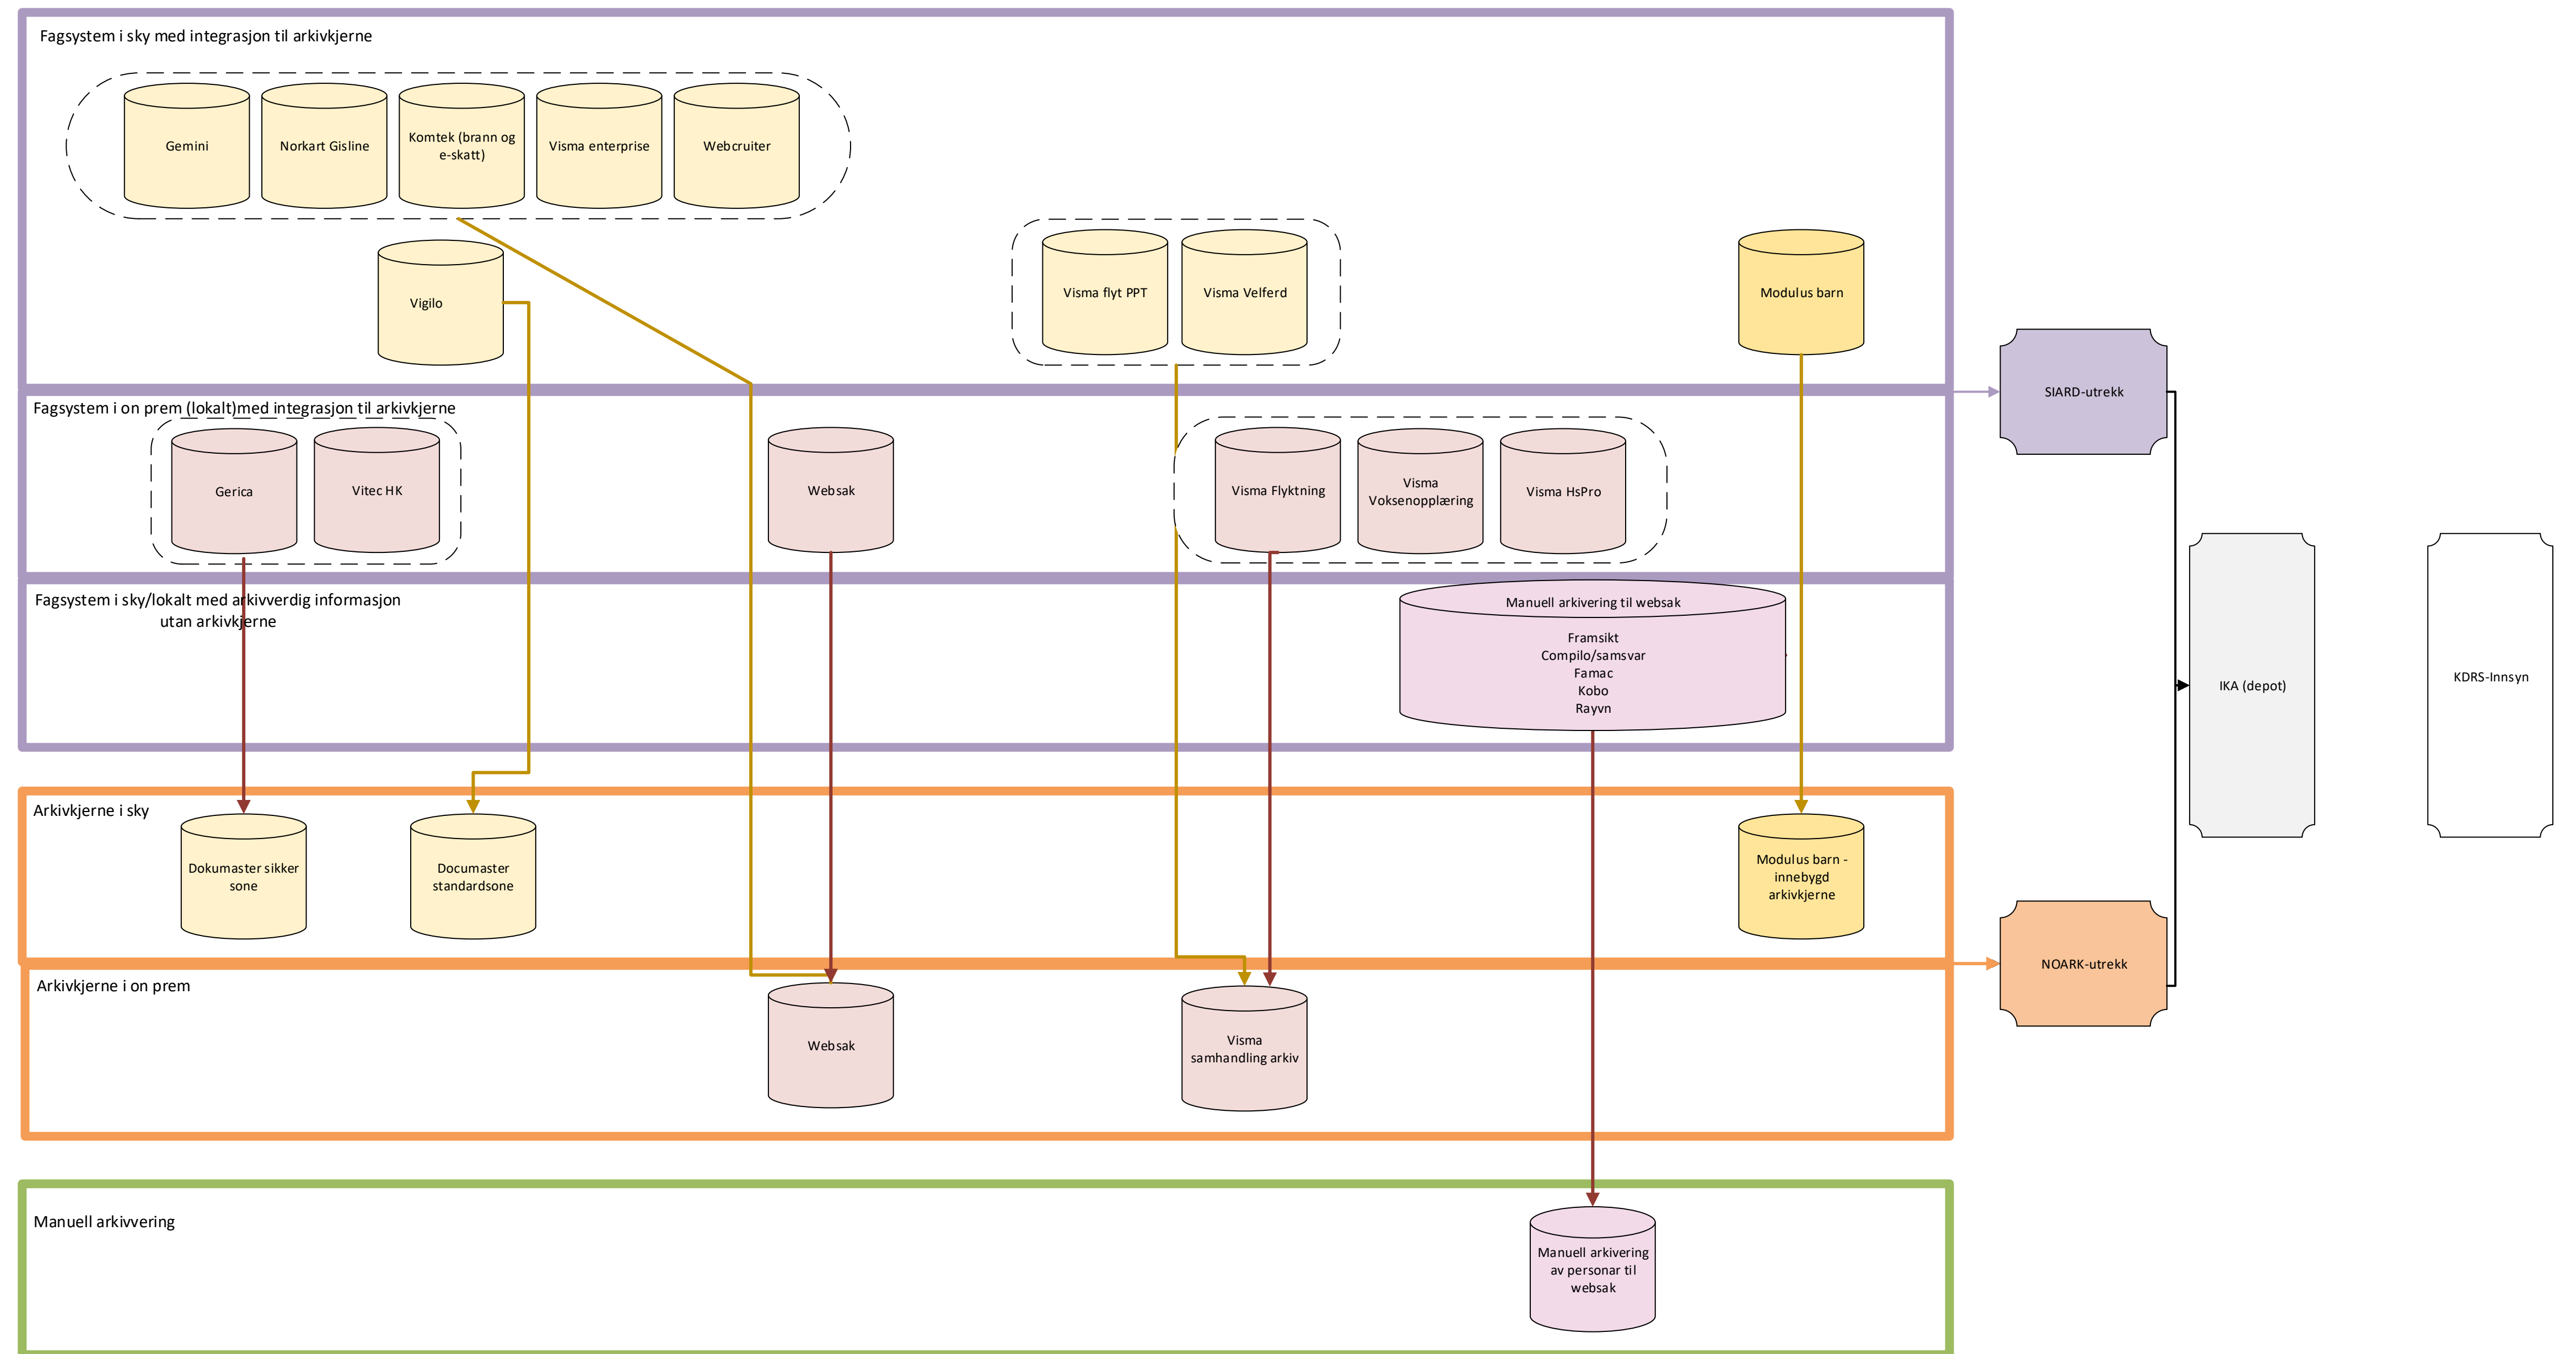 Fagsystem i sky med integrasjon til arkivkjerne
Gemini
Norkart Gisline
Komtek (brann og
e-skatt)
Visma enterprise
Webcruiter
Vigilo
Visma flyt PPT
Visma Velferd
Modulus barn
Fagsystem i on prem (lokalt)med integrasjon til arkivkjerne
Gerica
Vitec HK
Websak
Visma Flyktning
Visma
Voksenopplæring
Visma HsPro
SIARD-utrekk
Fagsystem i sky/lokalt med arkivverdig informasjon
utan arkivkjerne
Manuell arkivering til websak
Framsikt
Compilo/samsvar
Famac
Kobo
Rayvn
IKA (depot)
KDRS-Innsyn
Arkivkjerne i sky
Dokumaster sikker
sone
Documaster
standardsone
Modulus barn -
innebygd
arkivkjerne
NOARK-utrekk
Arkivkjerne i on prem
Websak
Visma
samhandling arkiv
Manuell arkivvering
Manuell arkivering
av personar til
websak